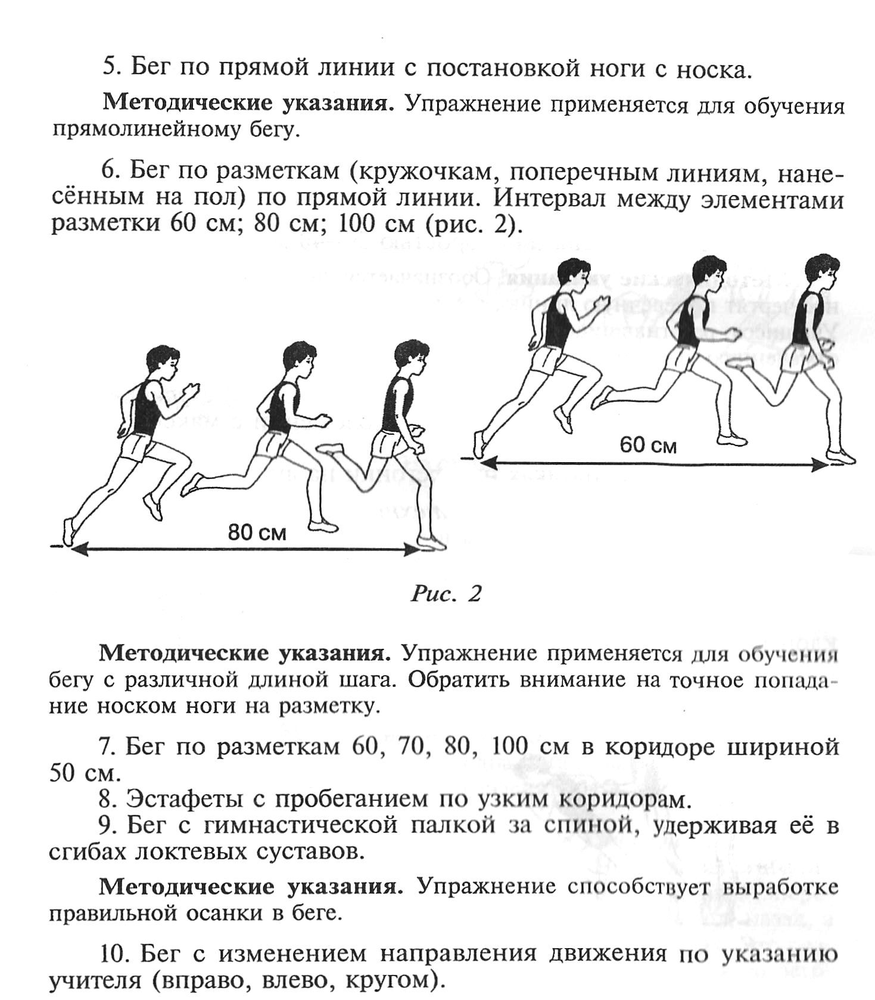 5. Бег по прямой линии с постановкой ноги с носка.
Методические указания. Упражнение применяется для обучения
прямолинейному бегу.
6. Бег по разметкам (кружочкам, поперечным линиям, нане-
сённым на пол) по прямой линии. Интервал между элементами
разметки 60 см; 80 см; 100 см (рис. 2).
60 см
80 см
Рис. 2
Методические указания. Упражнение применяется для обучения
бегу с различной длиной шага. Обратить внимание на точное попада-
ние носком ноги на разметку.
7. Бег по разметкам 60, 70, 80, 100 см в коридоре шириной
50 см.
8. Эстафеты с пробеганием по узким коридорам.
9. Бег с гимнастической палкой за спиной, удерживая её в
сгибах локтевых суставов.
Методические указания. Упражнение способствует выработке
правильной осанки в беге.
10. Бег с изменением направления движения по указанию
учителя (вправо, влево, кругом).